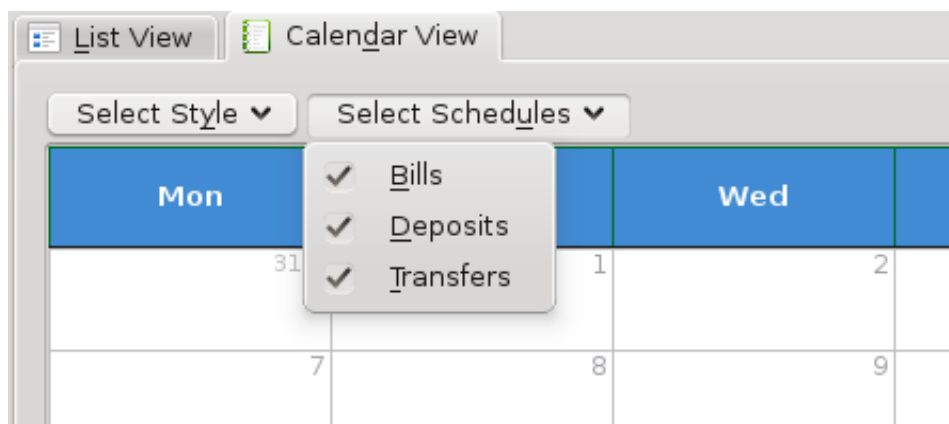 List View Calendar View
Select Style Select Schedules
Mon Wed
Bills
Deposits
Transfers
31 1 2
7 8 9